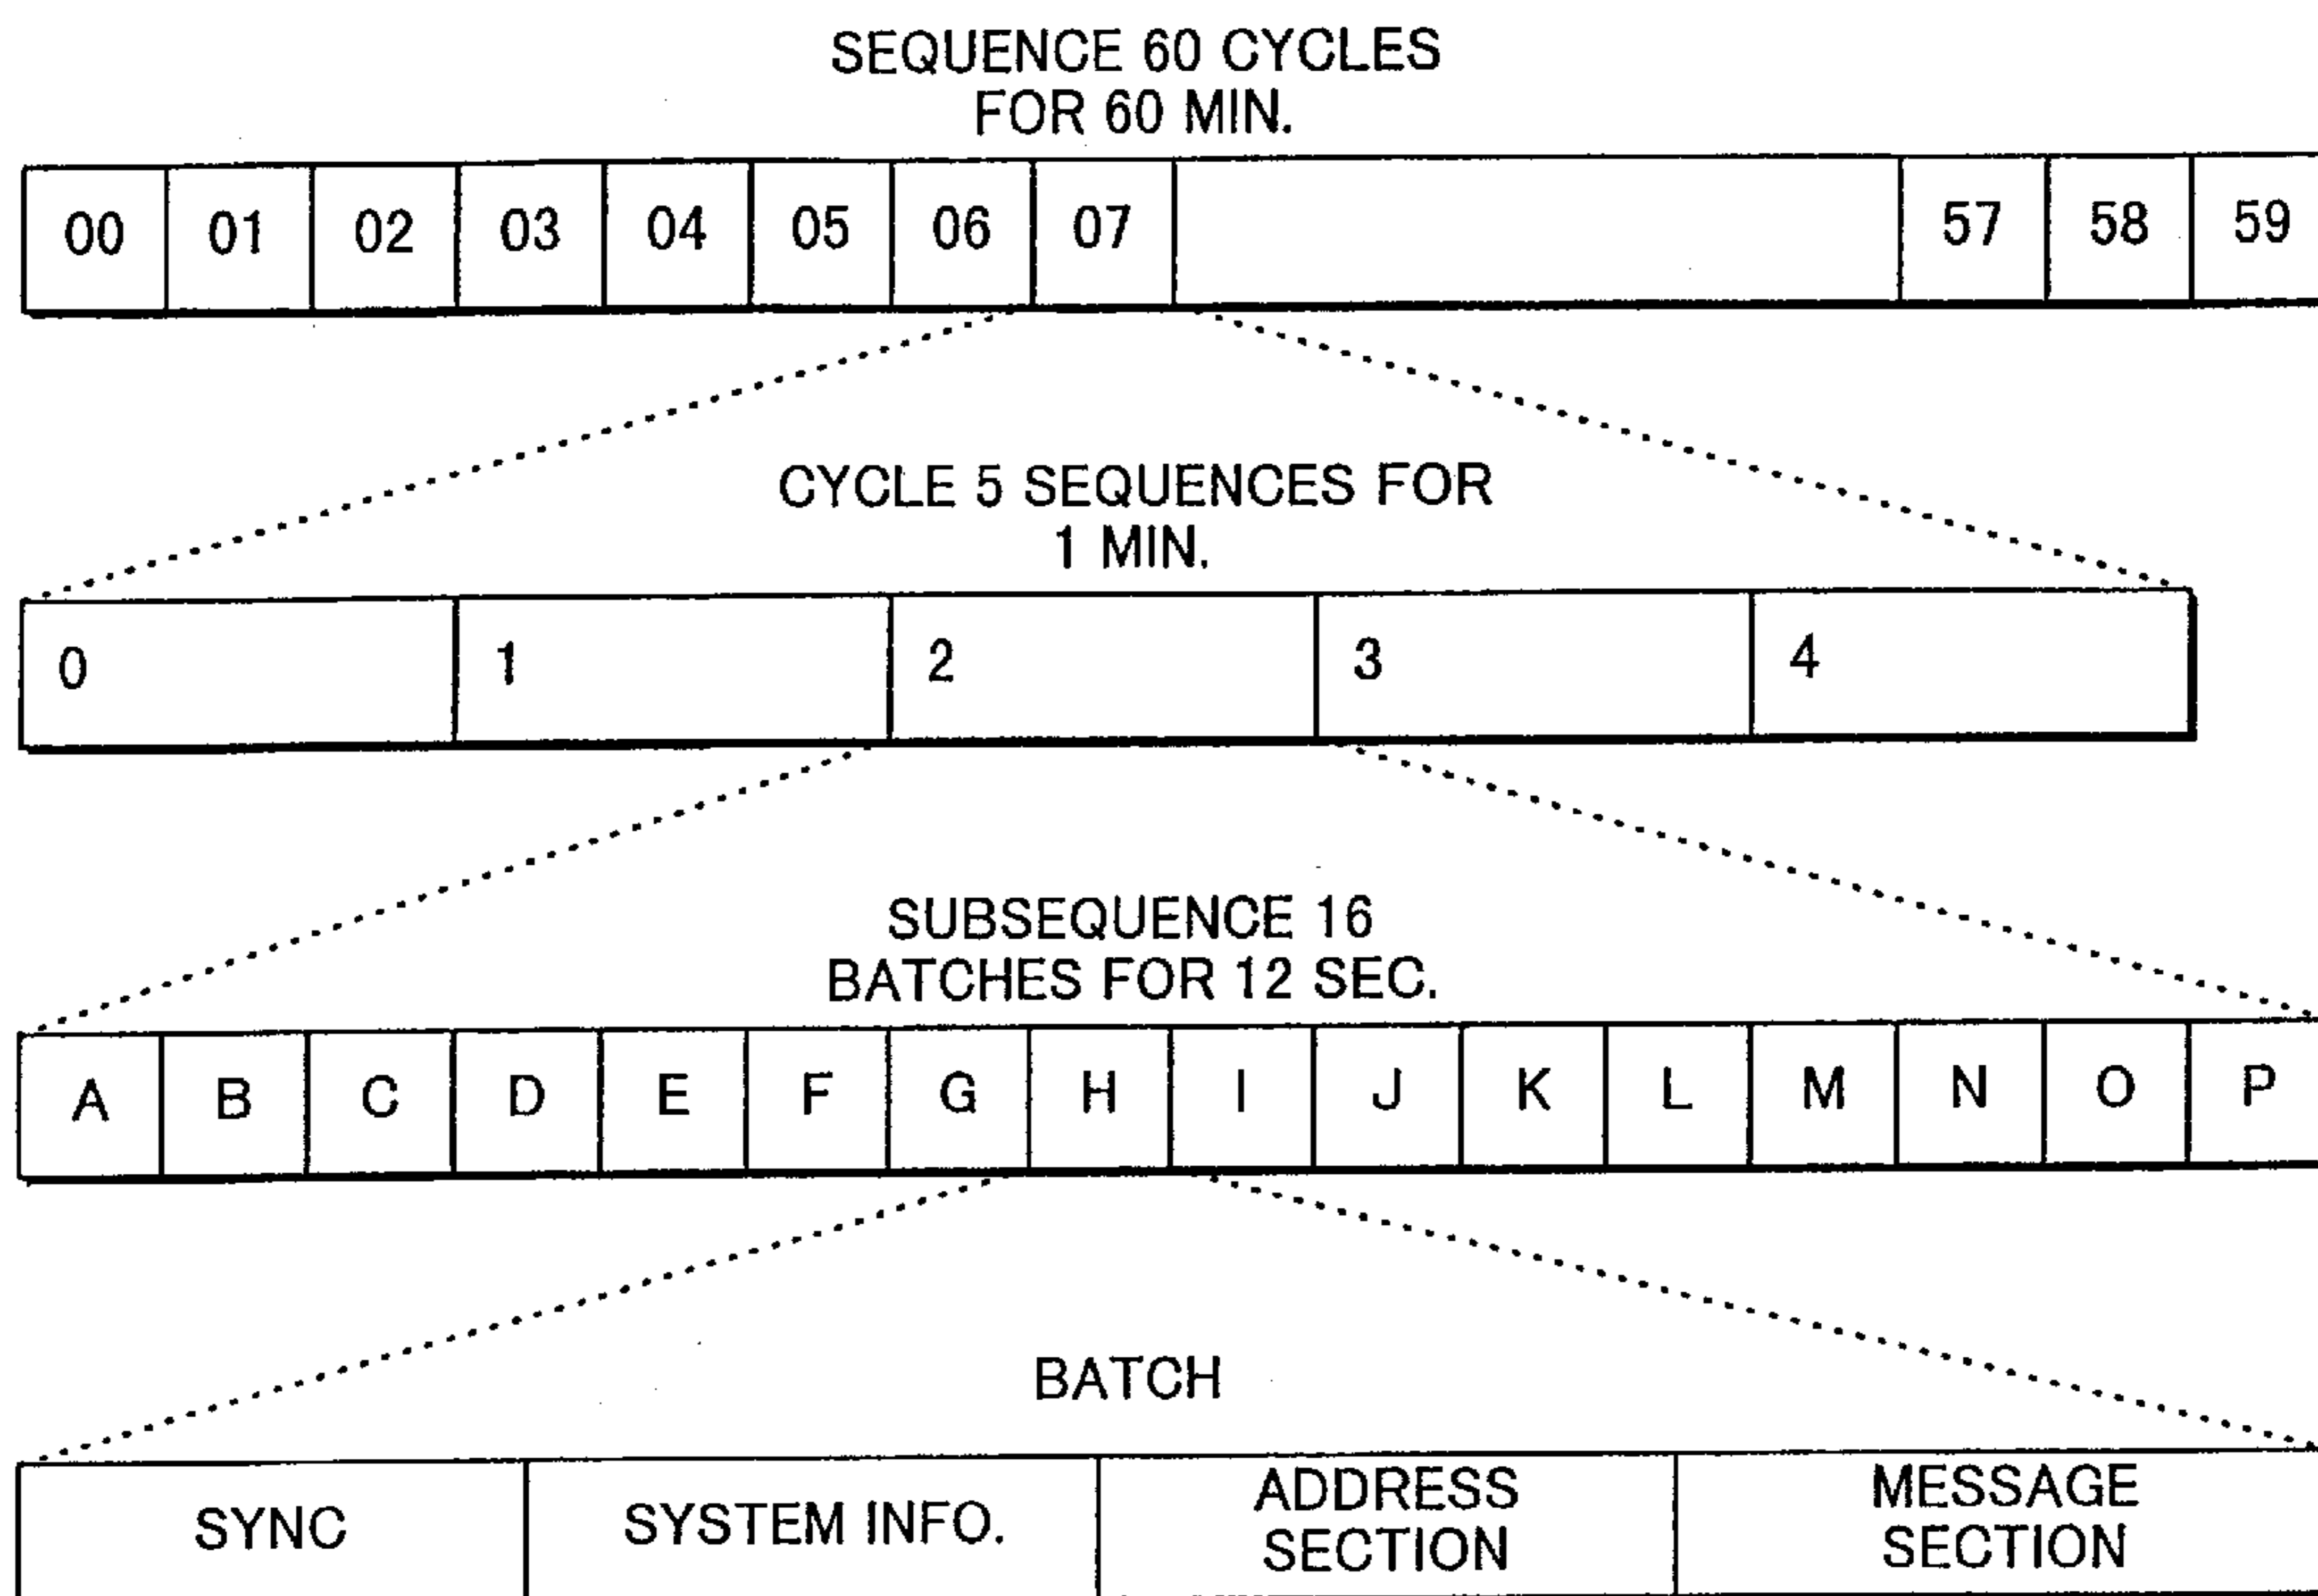 SEQUENCE 60 CYCLES
FOR 60 MIN.
00 01 02 03 04 05 06 07 57 58 59
CYCLE 5 SEQUENCES FOR
1 MIN.
0 1 2 3 4
SUBSEQUENCE 16
BATCHES FOR 12 SEC.
A B C D E F G H I J K L M N O P
BATCH
SYNC SYSTEM INFO. ADDRESS SECTION MESSAGE SECTION